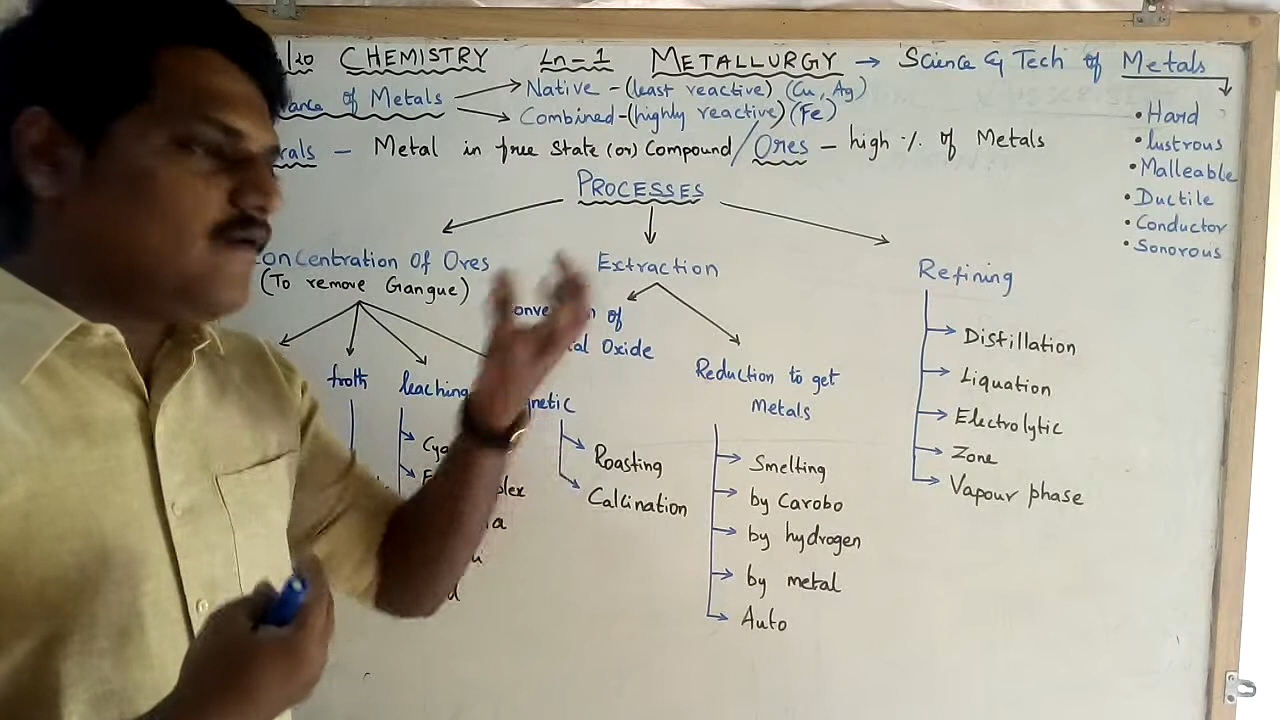 CHEMISTRY Ln-1 METALLURGY → Science & Tech of Metals
of Metals
Native - (least reactive) (Cu, Ag)
Combined - (highly reactive) (Fe)
• Hard
• lustrous
• Malleable
• Ductile
• Conductor
• Sonorous
- Metal in free State (or) Compound / Ores - high % of Metals
PROCESSES
Concentration of Ores
(To remove Gangue)
froth
leaching
Extraction
of
Oxide
Roasting
Calcination
Reduction to get
Metals
Smelting
by Carobo
by hydrogen
by metal
Auto
Refining
Distillation
Liquation
Electrolytic
Zone
Vapour phase